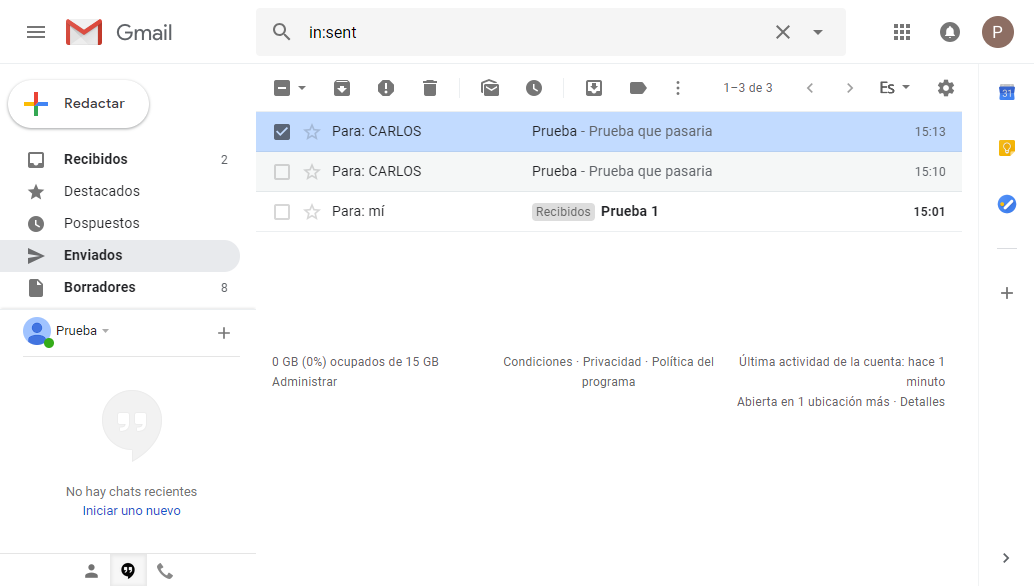 Gmail
in:sent
P
Redactar
1–3 de 3
Es
31
Recibidos 2
Destacados
Pospuestos
Enviados
Borradores 8
Para: CARLOS Prueba - Prueba que pasaria 15:13
Para: CARLOS Prueba - Prueba que pasaria 15:10
Para: mí Recibidos Prueba 1 15:01
Prueba
0 GB (0%) ocupados de 15 GB
Administrar
Condiciones · Privacidad · Política del
programa
Última actividad de la cuenta: hace 1
minuto
Abierta en 1 ubicación más · Detalles
No hay chats recientes
Iniciar uno nuevo